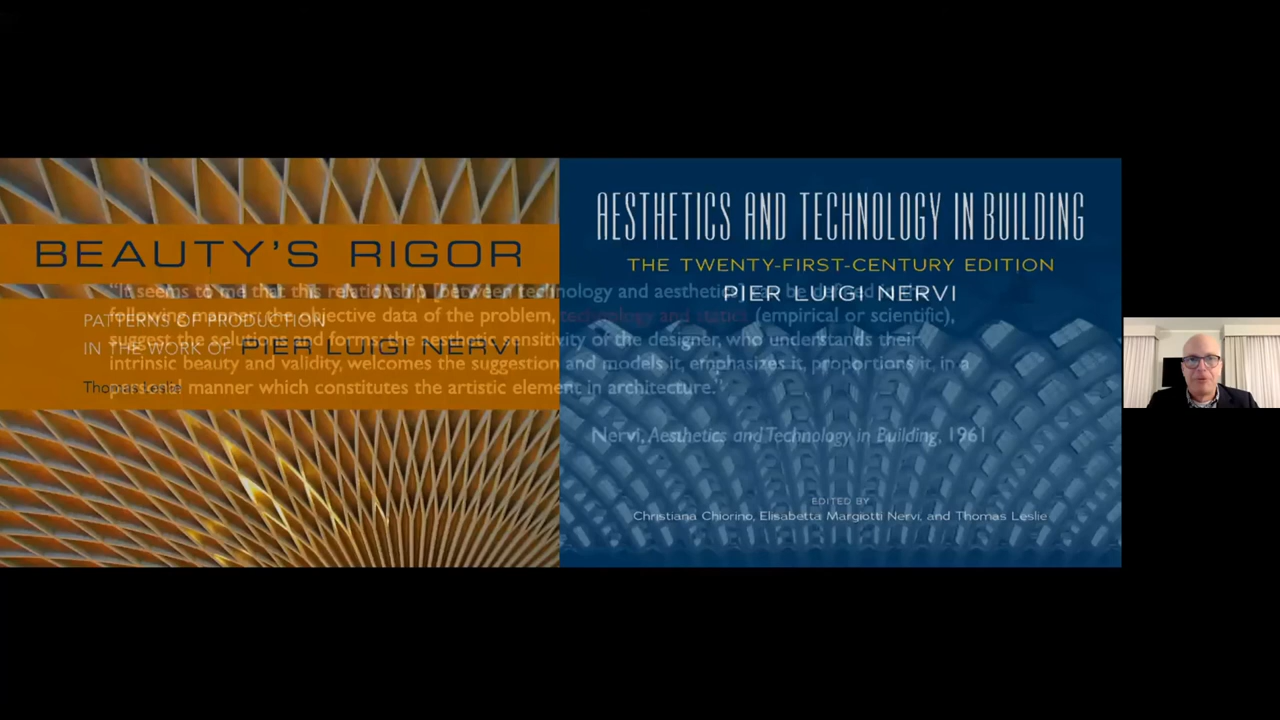 BEAUTY'S RIGOR
PATTERNS OF PRODUCTION
IN THE WORK OF PIER LUIGI NERVI
Thomas Leslie
AESTHETICS AND TECHNOLOGY IN BUILDING
THE TWENTY-FIRST-CENTURY EDITION
PIER LUIGI NERVI
EDITED BY
Christiana Chiorino, Elisabetta Margiotti Nervi, and Thomas Leslie
"It seems to me that this relationship [between technology and aesthetics] be defined
following manner: the objective data of the problem, technology and statics (empirical or scientific),
suggest the solutions and forms; the aesthetic sensitivity of the designer, who understands their
intrinsic beauty and validity, welcomes the suggestion and models it, emphasizes it, proportions it, in a
personal manner which constitutes the artistic element in architecture."
Nervi, Aesthetics and Technology in Building, 1961